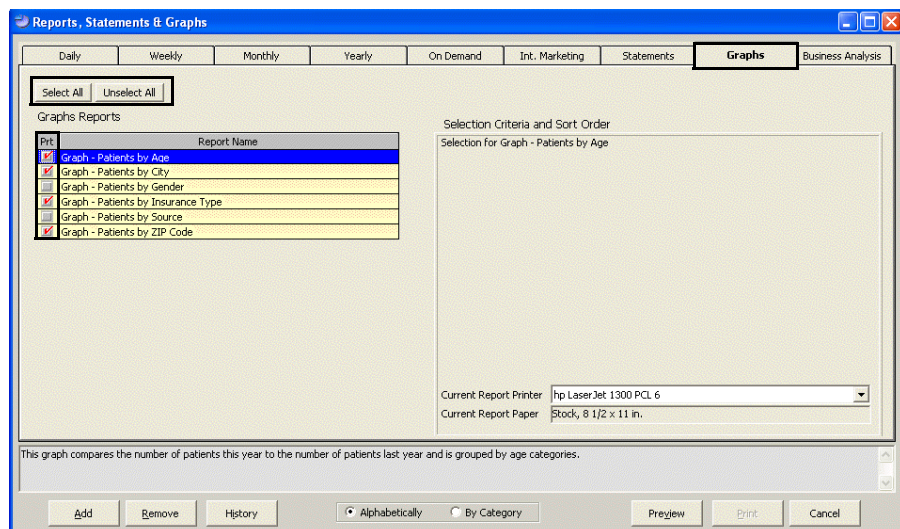 Reports, Statements & Graphs
Daily Weekly Monthly Yearly On Demand Int. Marketing Statements Graphs Business Analysis
Select All Unselect All
Graphs Reports
Prt Report Name
Graph - Patients by Age
Graph - Patients by City
Graph - Patients by Gender
Graph - Patients by Insurance Type
Graph - Patients by Source
Graph - Patients by ZIP Code
Selection Criteria and Sort Order
Selection for Graph - Patients by Age
Current Report Printer hp LaserJet 1300 PCL 6
Current Report Paper Stock, 8 1/2 x 11 in.
This graph compares the number of patients this year to the number of patients last year and is grouped by age categories.
Add Remove History Alphabetically By Category Preview Print Cancel